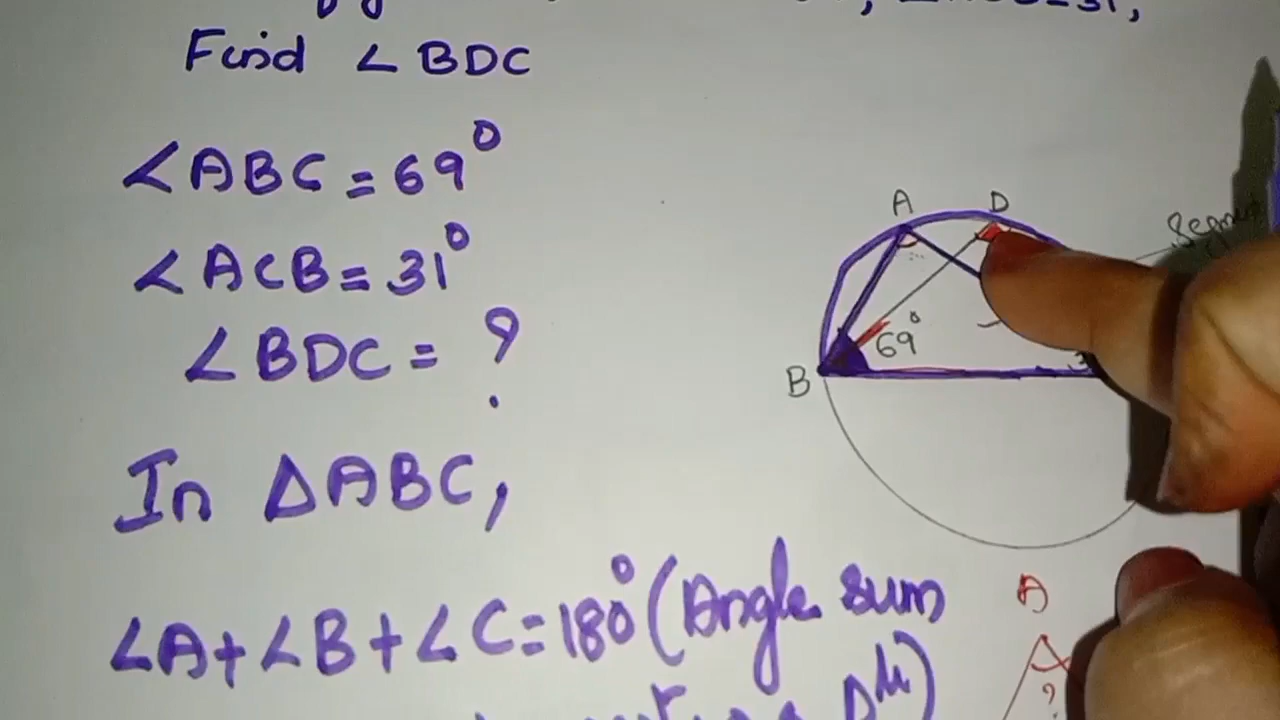 Find ∠BDC
∠ABC = 69°
∠ACB = 31°
∠BDC = ?
In ΔABC,
∠A+∠B+∠C=180° (Angle sum
A D
69°
B
A
?